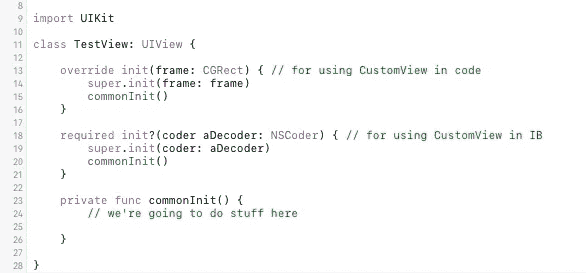 8
9 import UIKit
10
11 class TestView: UIView {
12
13     override init(frame: CGRect) { // for using CustomView in code
14         super.init(frame: frame)
15         commonInit()
16     }
17
18     required init?(coder aDecoder: NSCoder) { // for using CustomView in IB
19         super.init(coder: aDecoder)
20         commonInit()
21     }
22
23     private func commonInit() {
24         // we're going to do stuff here
25
26     }
27
28 }